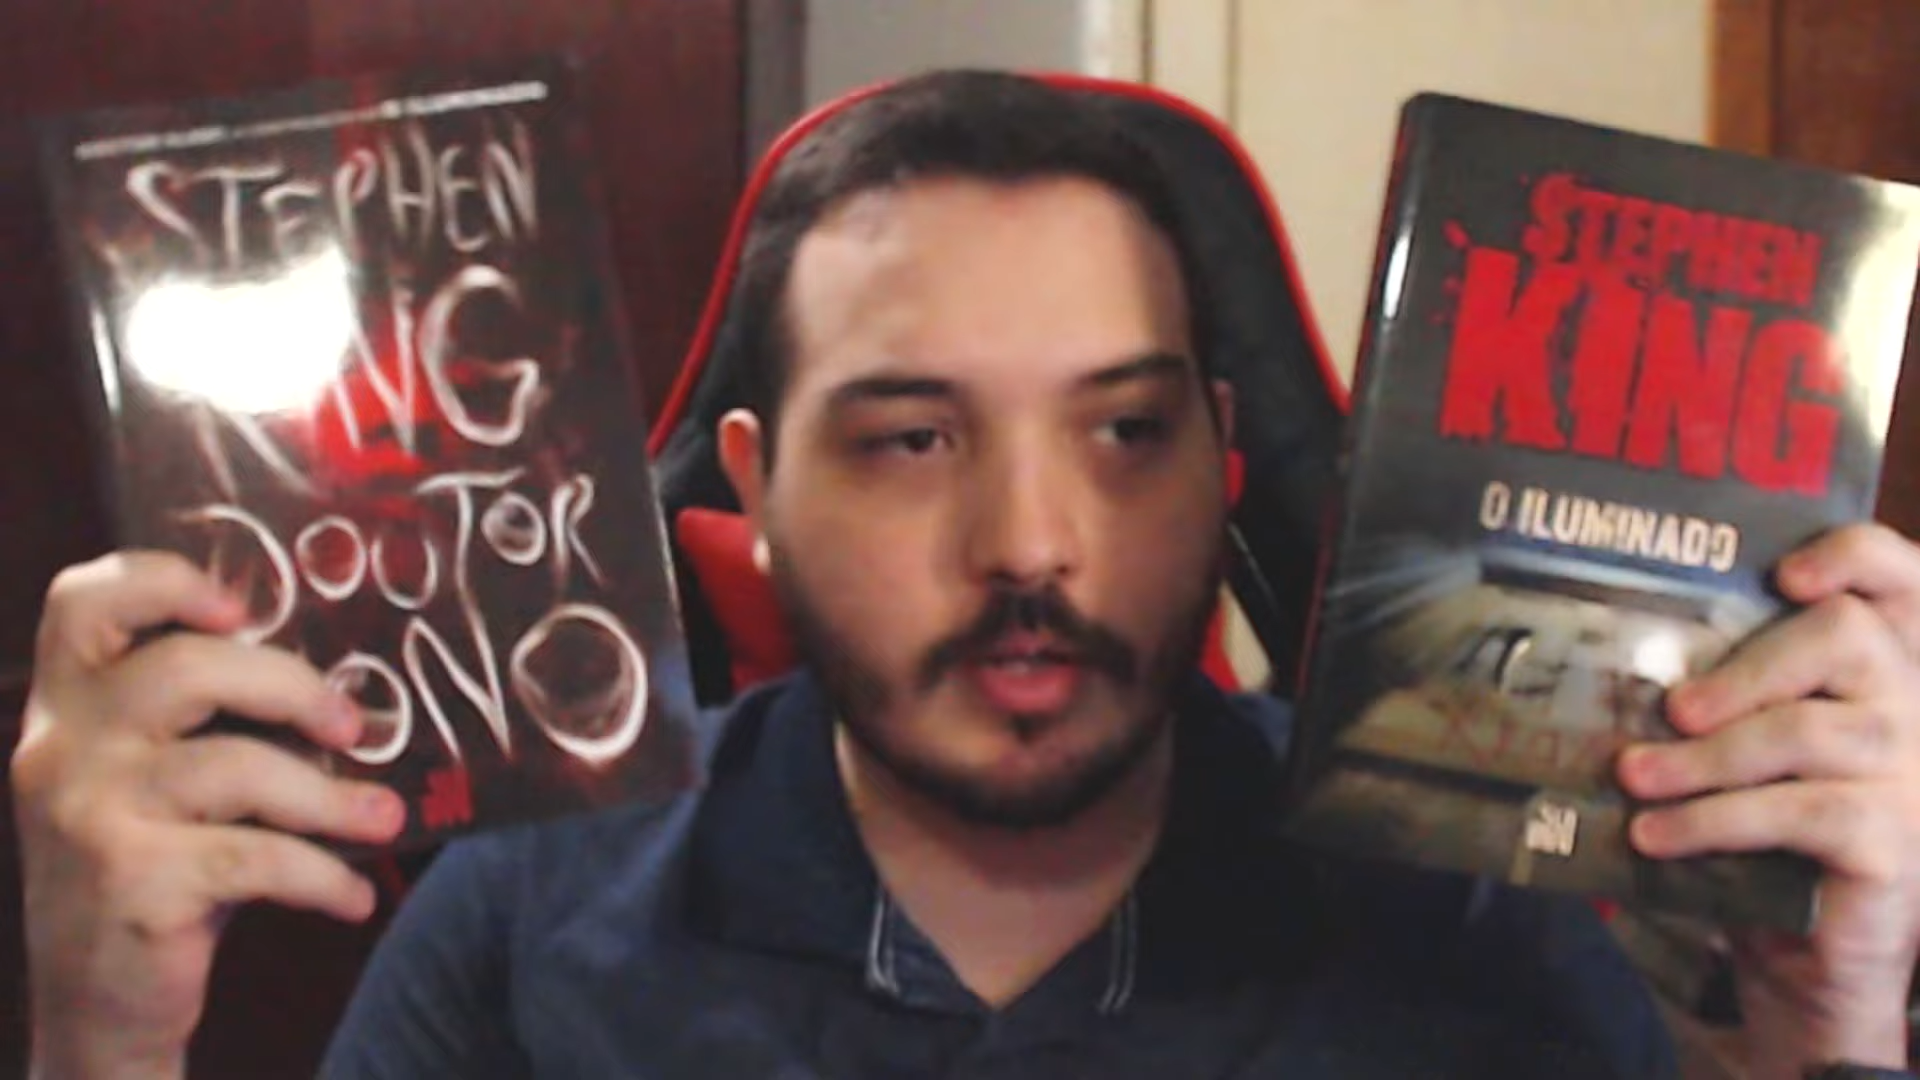 STEPHEN
KING
DOUTOR
SONO
STEPHEN
KING
O ILUMINADO